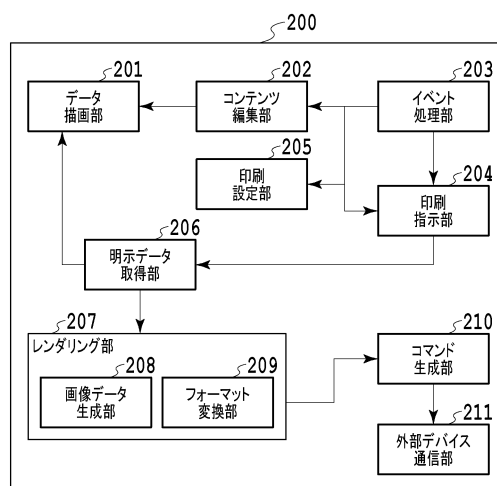 200
201
データ
描画部
202
コンテンツ
編集部
203
イベント
処理部
205
印刷
設定部
204
印刷
指示部
206
明示データ
取得部
207
レンダリング部
208
画像データ
生成部
209
フォーマット
変換部
210
コマンド
生成部
211
外部デバイス
通信部